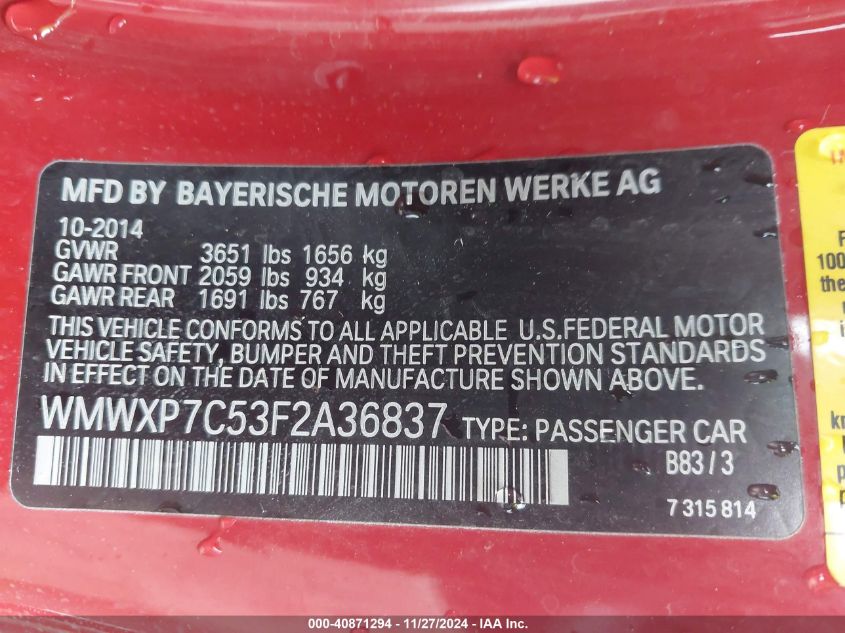 MFD BY BAYERISCHE MOTOREN WERKE AG
10-2014
GVWR 3651 lbs 1656 kg
GAWR FRONT 2059 lbs 934 kg
GAWR REAR 1691 lbs 767 kg
THIS VEHICLE CONFORMS TO ALL APPLICABLE U.S.FEDERAL MOTOR
VEHICLE SAFETY, BUMPER AND THEFT PREVENTION STANDARDS
IN EFFECT ON THE DATE OF MANUFACTURE SHOWN ABOVE.
WMWXP7C53F2A36837 TYPE: PASSENGER CAR
B83 / 3
7 315 814
100
the
000-40871294 - 11/27/2024 - IAA Inc.